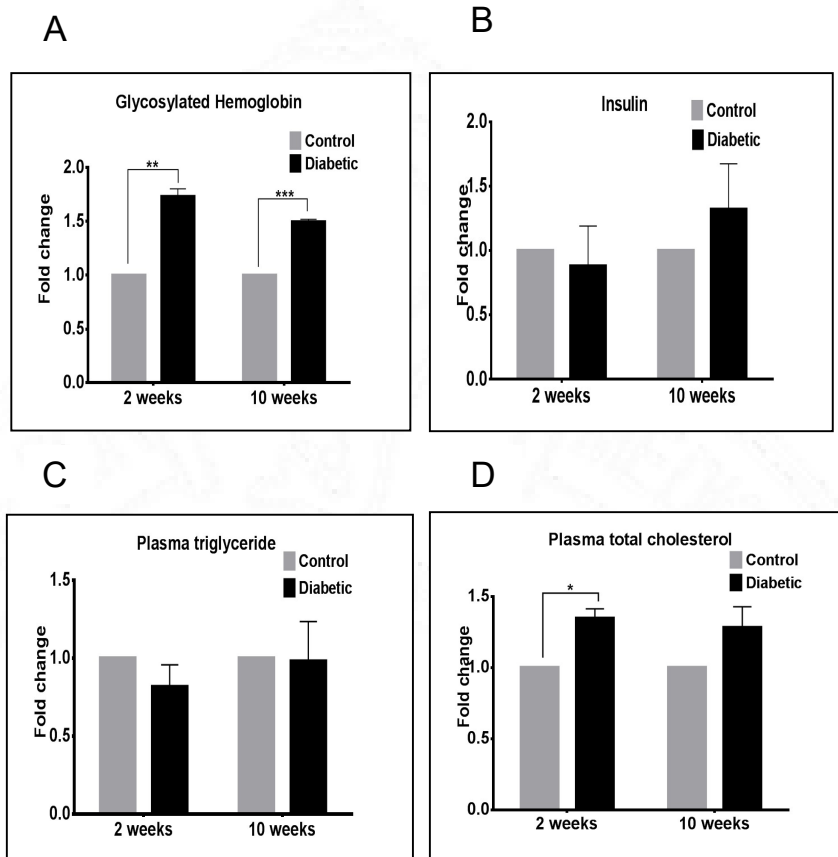 A
Glycosylated Hemoglobin
Control
Diabetic
Fold change
2.0
1.5
1.0
0.5
0.0
**
***
2 weeks 10 weeks
B
Insulin
Control
Diabetic
Fold change
2.0
1.5
1.0
0.5
0.0
2 weeks 10 weeks
C
Plasma triglyceride
Control
Diabetic
Fold change
1.5
1.0
0.5
0.0
2 weeks 10 weeks
D
Plasma total cholesterol
Control
Diabetic
Fold change
1.5
1.0
0.5
0.0
*
2 weeks 10 weeks